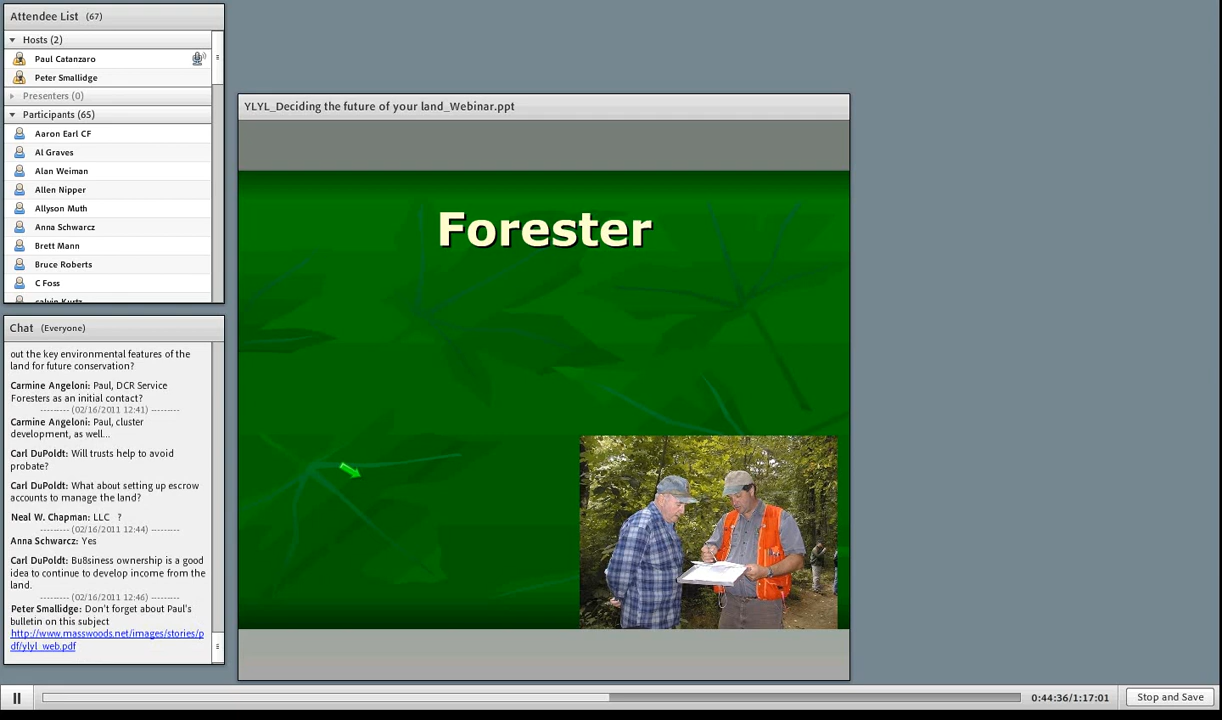 Attendee List (67)
Hosts (2)
Paul Catanzaro
Peter Smallidge
Presenters (0)
Participants (65)
Aaron Earl CF
Al Graves
Alan Weiman
Allen Nipper
Allyson Muth
Anna Schwarcz
Brett Mann
Bruce Roberts
C Foss
calvin Kurtz
Chat (Everyone)
out the key environmental features of the
land for future conservation?
Carmine Angeloni: Paul, DCR Service
Foresters as an initial contact?
--------- (02/16/2011 12:41) ---------
Carmine Angeloni: Paul, cluster
development, as well...
Carl DuPoldt: Will trusts help to avoid
probate?
Carl DuPoldt: What about setting up escrow
accounts to manage the land?
Neal W. Chapman: LLC ?
--------- (02/16/2011 12:44) ---------
Anna Schwarcz: Yes
Carl DuPoldt: Bu8siness ownership is a good
idea to continue to develop income from the
land.
--------- (02/16/2011 12:46) ---------
Peter Smallidge: Don't forget about Paul's
bulletin on this subject
http://www.masswoods.net/images/stories/p
df/ylyl_web.pdf
YLYL_Deciding the future of your land_Webinar.ppt
Forester
0:44:36/1:17:01
Stop and Save